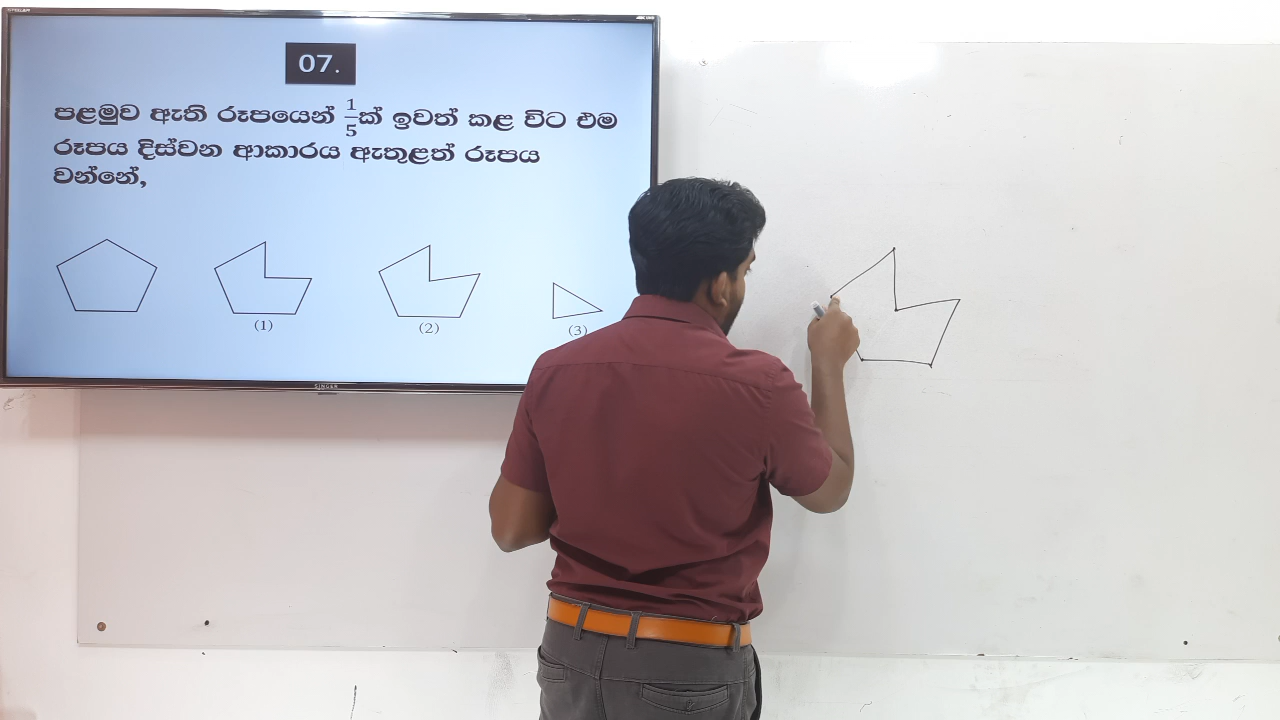 07.
පළමුව ඇති රූපයෙන් 1/5ක් ඉවත් කළ විට එම
රූපය දිස්වන ආකාරය ඇතුළත් රූපය
වන්නේ,
(1) (2) (3)
SINGER